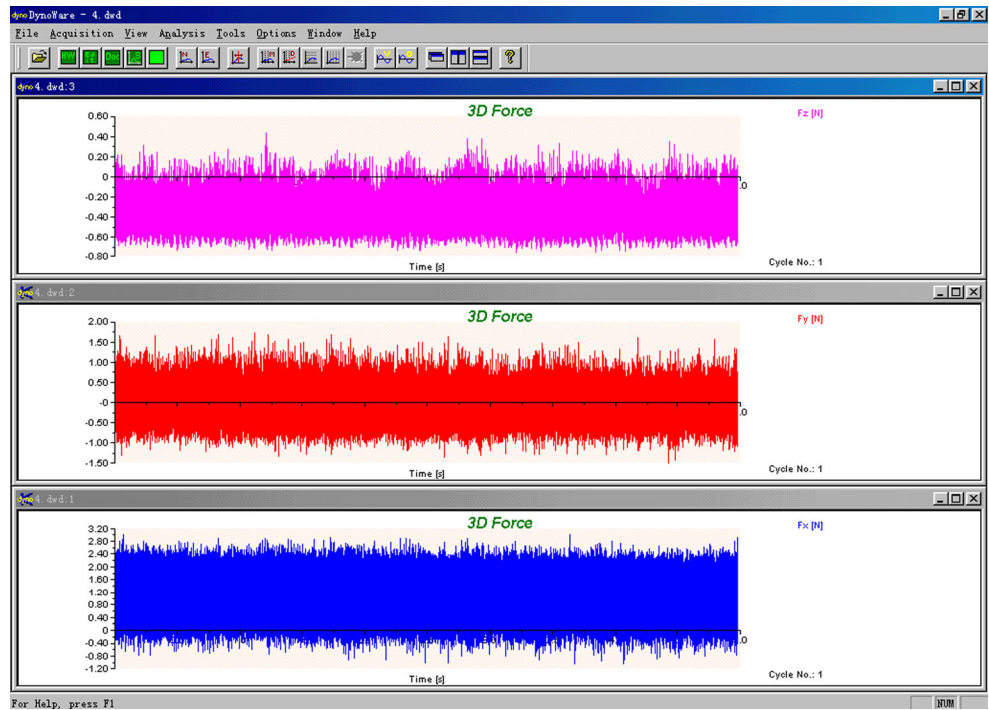 DynoWare - 4.dwd
File Acquisition View Analysis Tools Options Window Help
4.dwd:3
3D Force
Fz [N]
0.60
0.40
0.20
0
-0.20
-0.40
-0.60
-0.80
.0
Time [s]
Cycle No.: 1
4.dwd:2
3D Force
Fy [N]
2.00
1.50
1.00
0.50
-0
-0.50
-1.00
-1.50
.0
Time [s]
Cycle No.: 1
4.dwd:1
3D Force
Fx [N]
3.20
2.80
2.40
2.00
1.60
1.20
0.80
0.40
0
-0.40
-0.80
-1.20
.0
Time [s]
Cycle No.: 1
For Help, press F1
NUM